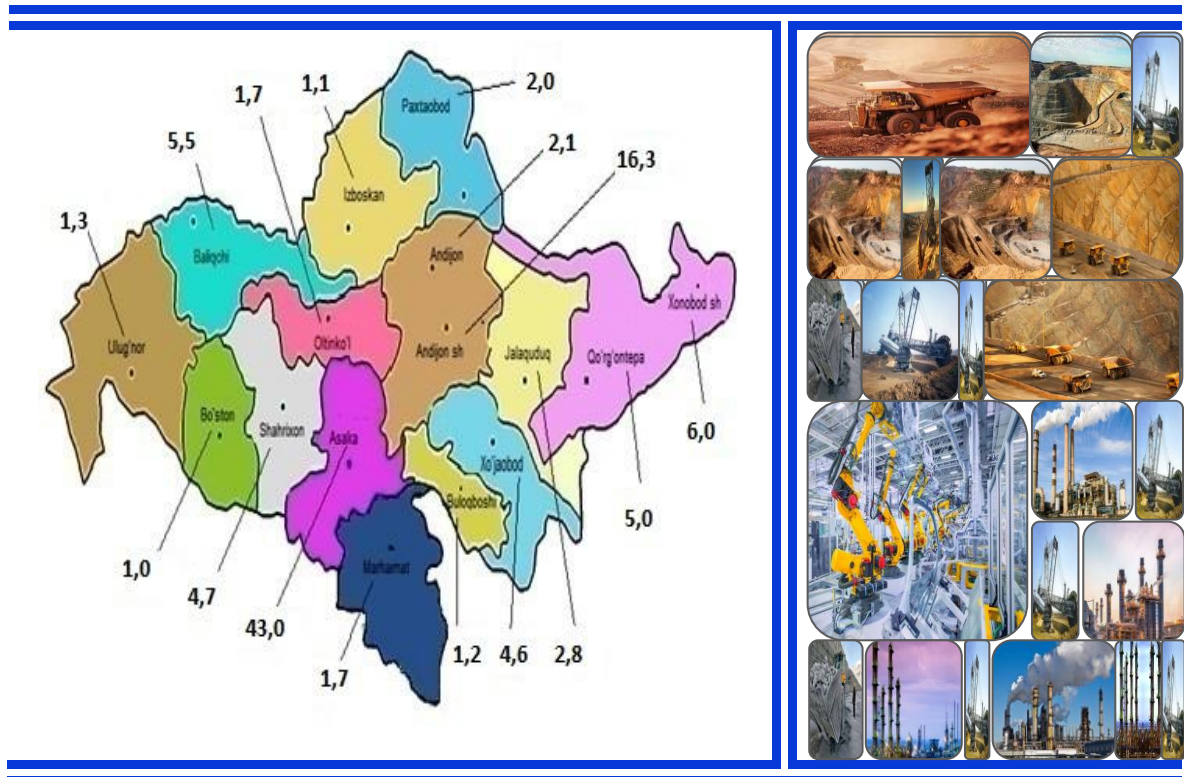 2,0
1,1
1,7
Paxtaobod
5,5
2,1
16,3
Izboskan
1,3
Baliqchi
Andijon
Xonobod sh
Oltinko'l
Ulug'nor
Andijon sh
Jalaquduq
Qo'rg'ontepa
Bo'ston
Shahrixon
Asaka
6,0
Xo'jaobod
Buloqboshi
5,0
1,0
Marhamat
4,7
43,0
1,2
4,6
2,8
1,7